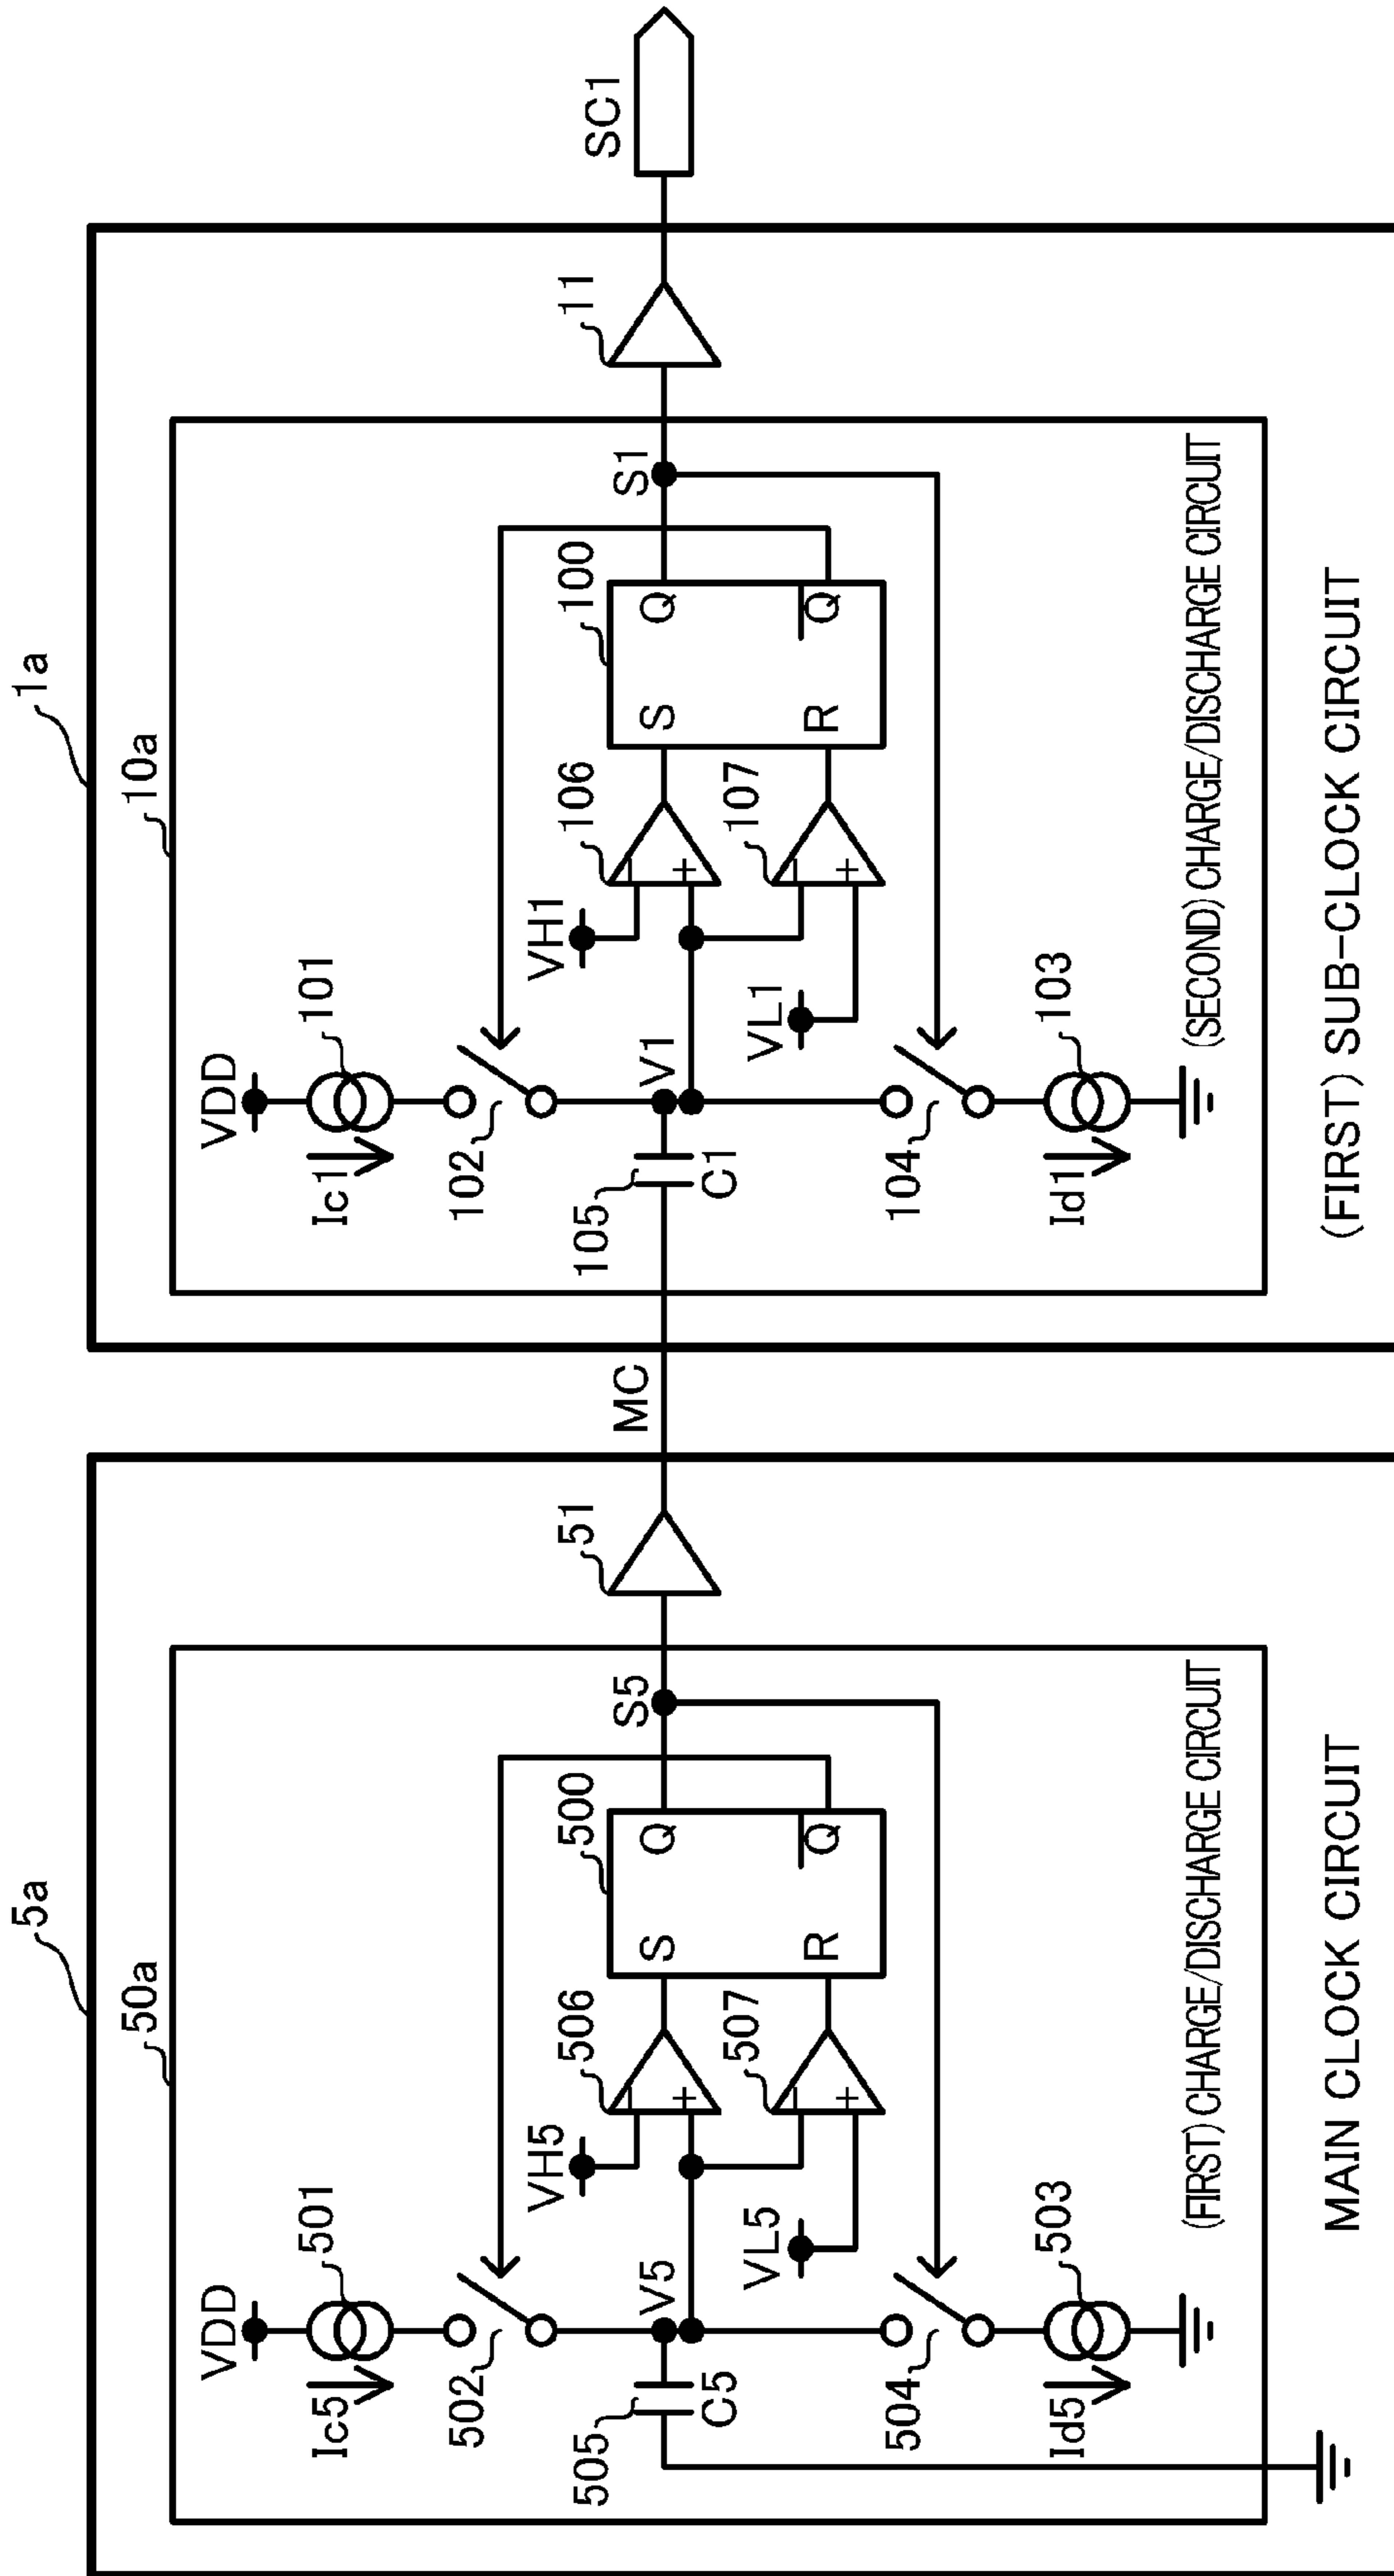 5a
50a
VDD
Ic5
501
502
VH5
506
500
S
Q
S5
51
505
C5
V5
VL5
507
R
Q
504
Id5
503
(FIRST) CHARGE/DISCHARGE CIRCUIT
MAIN CLOCK CIRCUIT
MC
1a
10a
VDD
Ic1
101
102
VH1
106
100
S
Q
S1
11
SC1
105
C1
V1
VL1
107
R
Q
104
Id1
103
(SECOND) CHARGE/DISCHARGE CIRCUIT
(FIRST) SUB-CLOCK CIRCUIT